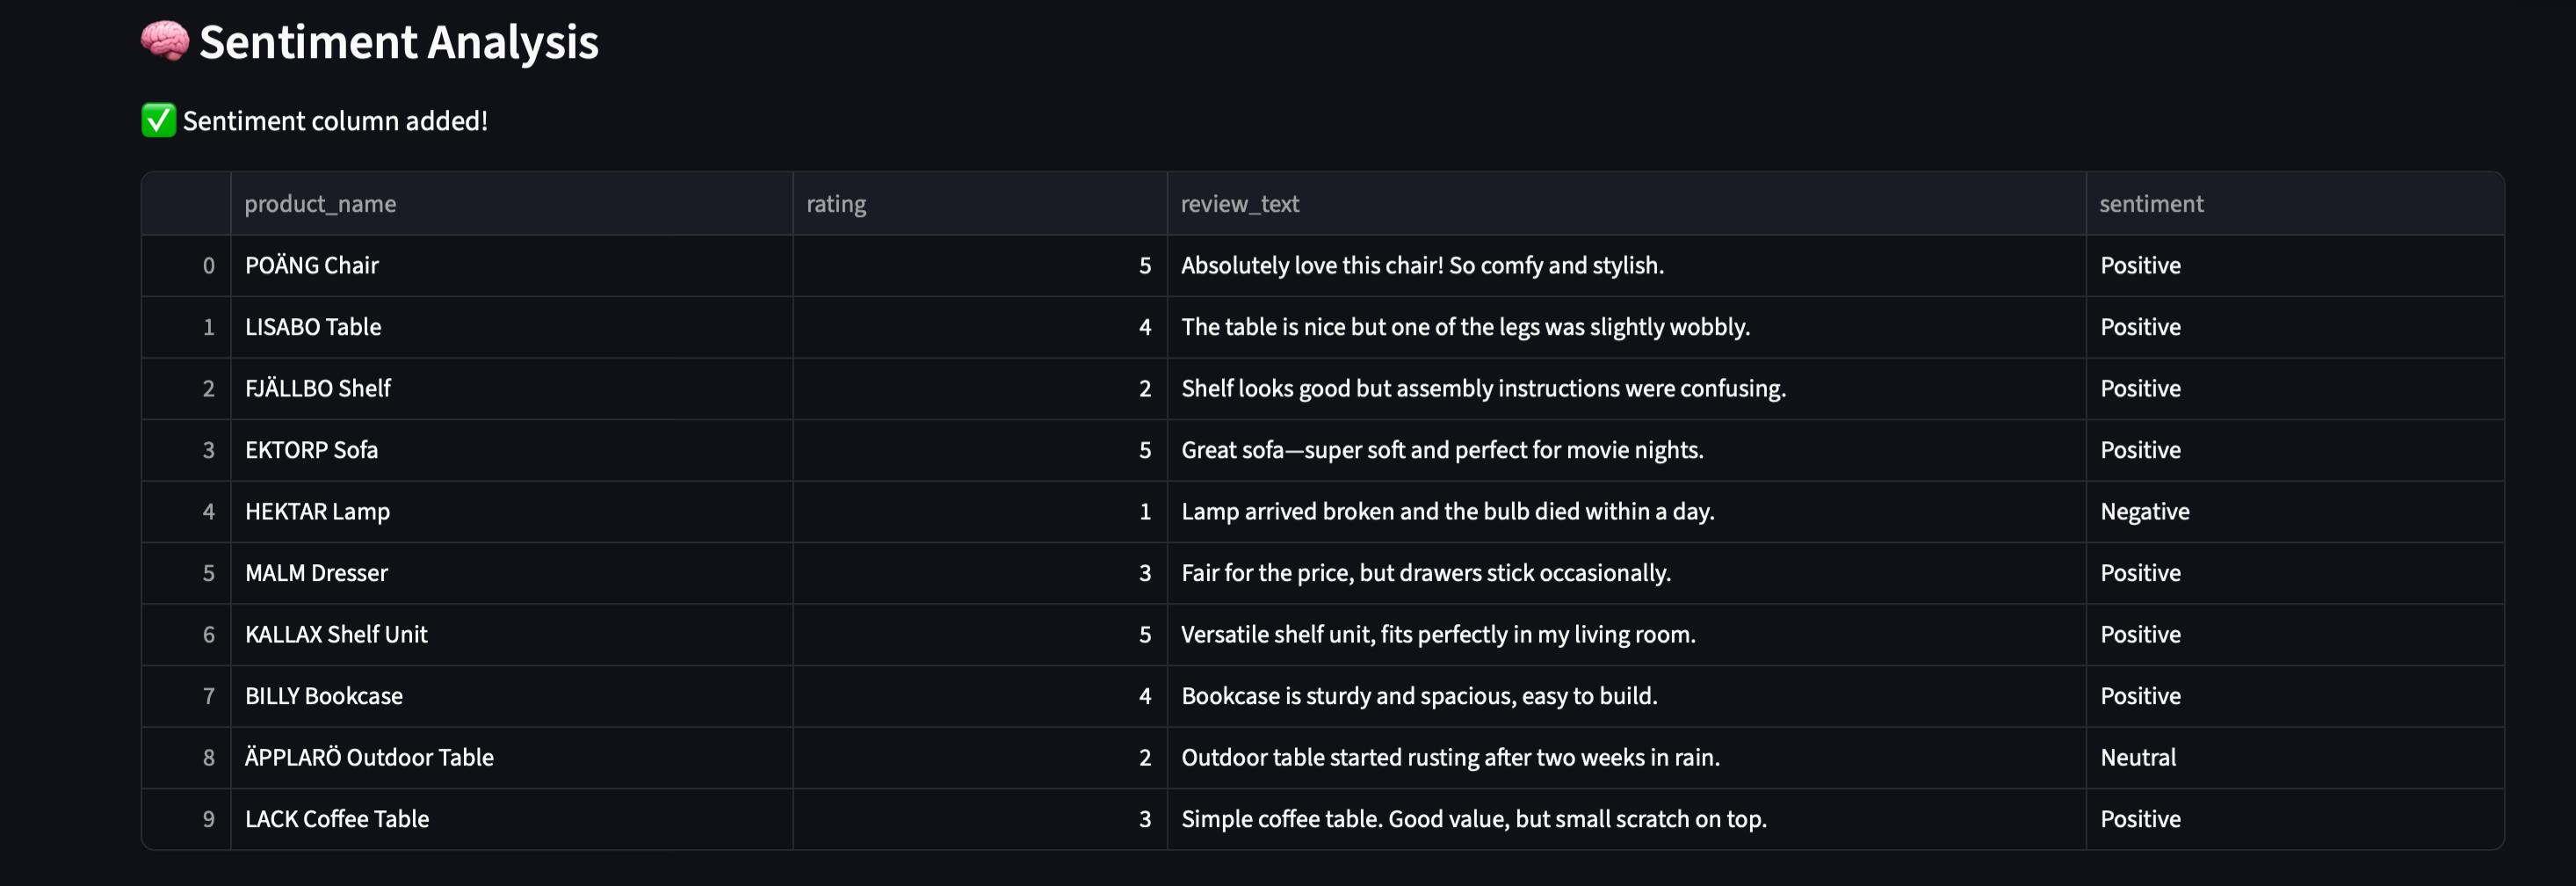 🧠 Sentiment Analysis
✅ Sentiment column added!
product_name rating review_text sentiment
0 POÄNG Chair 5 Absolutely love this chair! So comfy and stylish. Positive
1 LISABO Table 4 The table is nice but one of the legs was slightly wobbly. Positive
2 FJÄLLBO Shelf 2 Shelf looks good but assembly instructions were confusing. Positive
3 EKTORP Sofa 5 Great sofa—super soft and perfect for movie nights. Positive
4 HEKTAR Lamp 1 Lamp arrived broken and the bulb died within a day. Negative
5 MALM Dresser 3 Fair for the price, but drawers stick occasionally. Positive
6 KALLAX Shelf Unit 5 Versatile shelf unit, fits perfectly in my living room. Positive
7 BILLY Bookcase 4 Bookcase is sturdy and spacious, easy to build. Positive
8 ÄPPLARÖ Outdoor Table 2 Outdoor table started rusting after two weeks in rain. Neutral
9 LACK Coffee Table 3 Simple coffee table. Good value, but small scratch on top. Positive